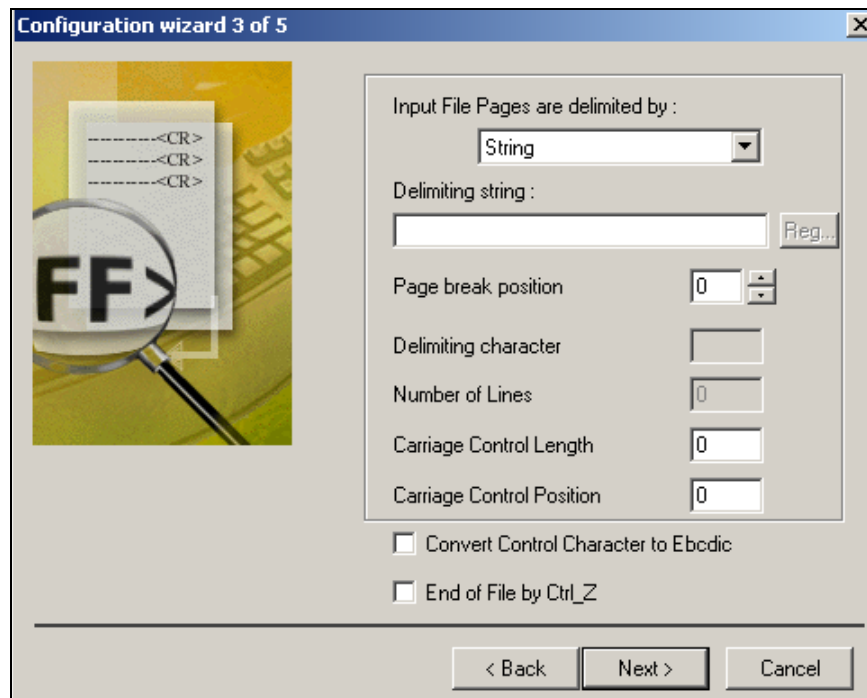 Configuration wizard 3 of 5
---------<CR>
---------<CR>
---------<CR>
FF>
Input File Pages are delimited by :
String
Delimiting string :
Reg...
Page break position
0
Delimiting character
Number of Lines
0
Carriage Control Length
0
Carriage Control Position
0
Convert Control Character to Ebcdic
End of File by Ctrl_Z
< Back
Next >
Cancel